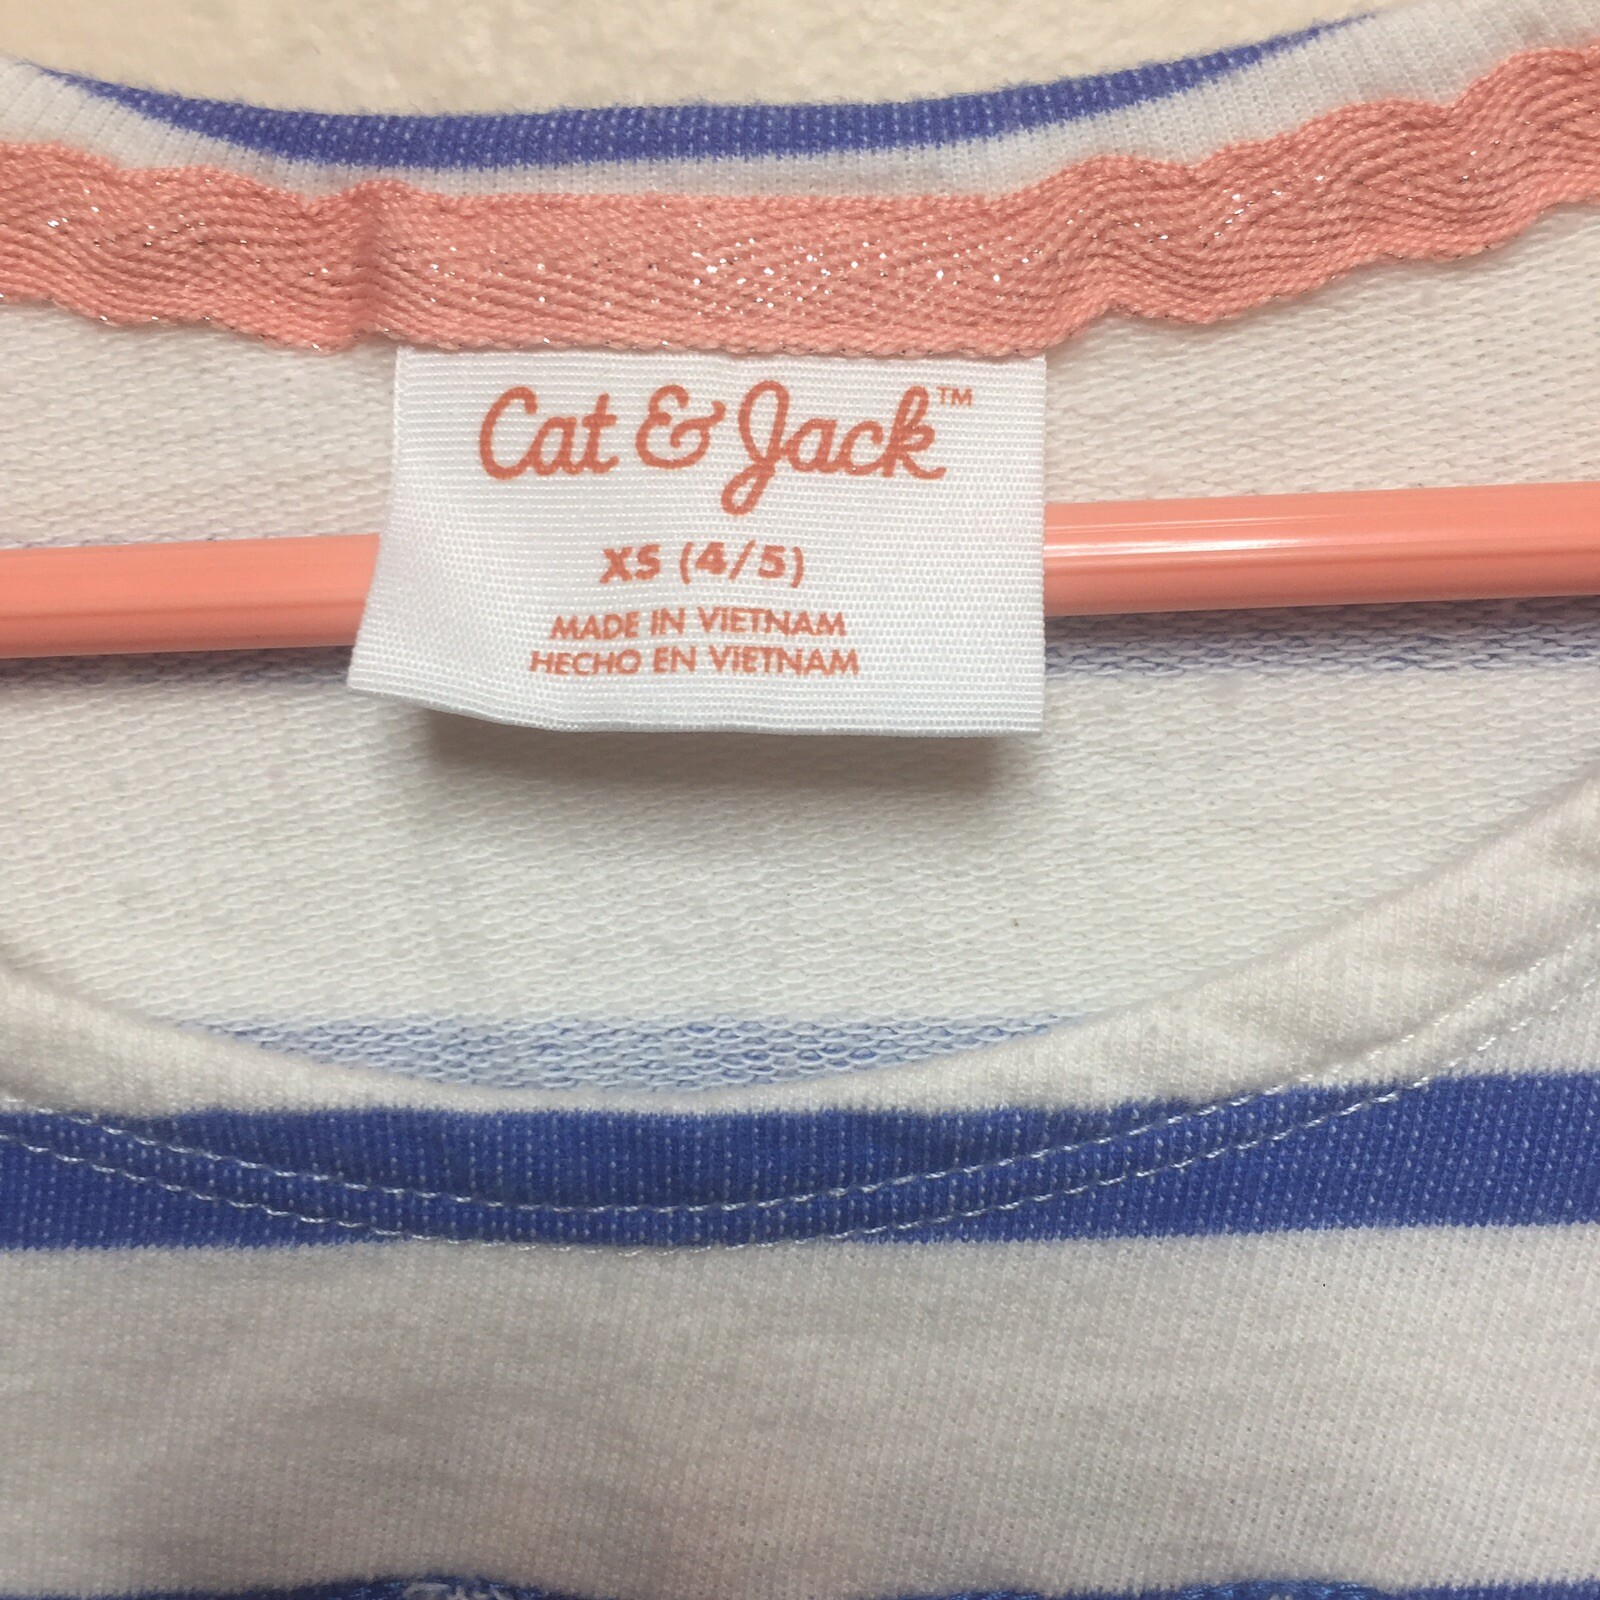 Cat & Jack™
XS (4/5)
MADE IN VIETNAM
HECHO EN VIETNAM